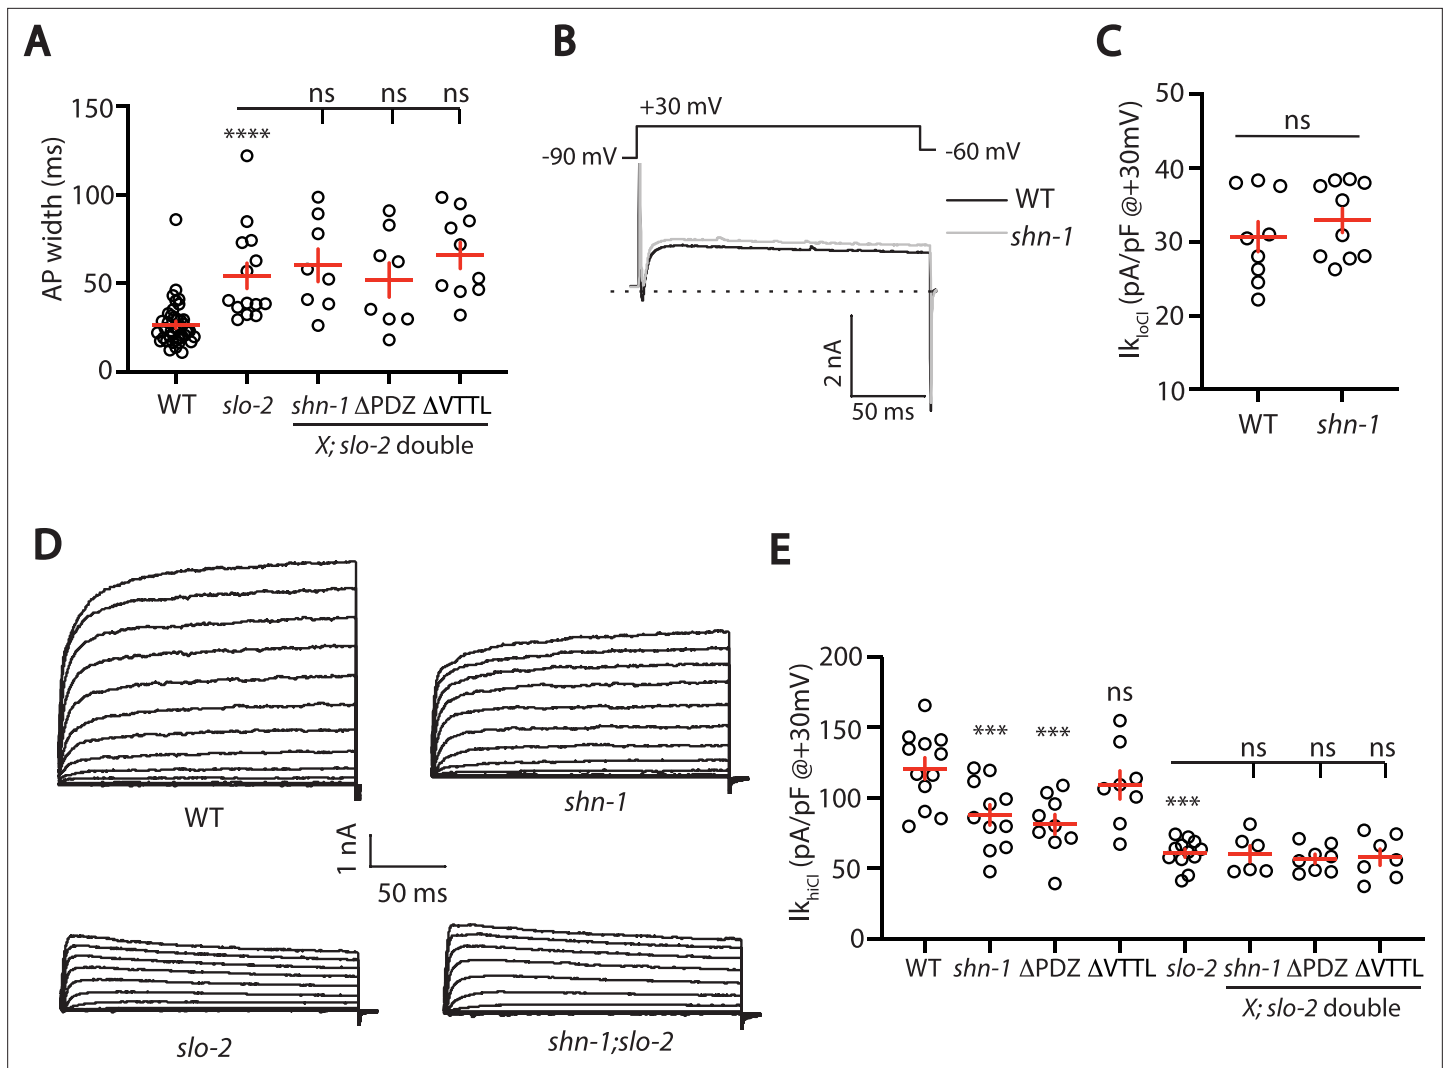 A
AP width (ms)
150
100
50
0
ns ns ns
****
WT slo-2 shn-1 ΔPDZ ΔVTTL
X; slo-2 double
B
+30 mV
-90 mV
-60 mV
WT
shn-1
2 nA
50 ms
C
IkloCl (pA/pF @+30mV)
50
40
30
20
10
ns
WT shn-1
D
WT
shn-1
1 nA
50 ms
slo-2
shn-1;slo-2
E
IkhiCl (pA/pF @+30mV)
200
150
100
50
0
*** *** ns
*** ns ns ns
WT shn-1 ΔPDZ ΔVTTL slo-2 shn-1 ΔPDZ ΔVTTL
X; slo-2 double